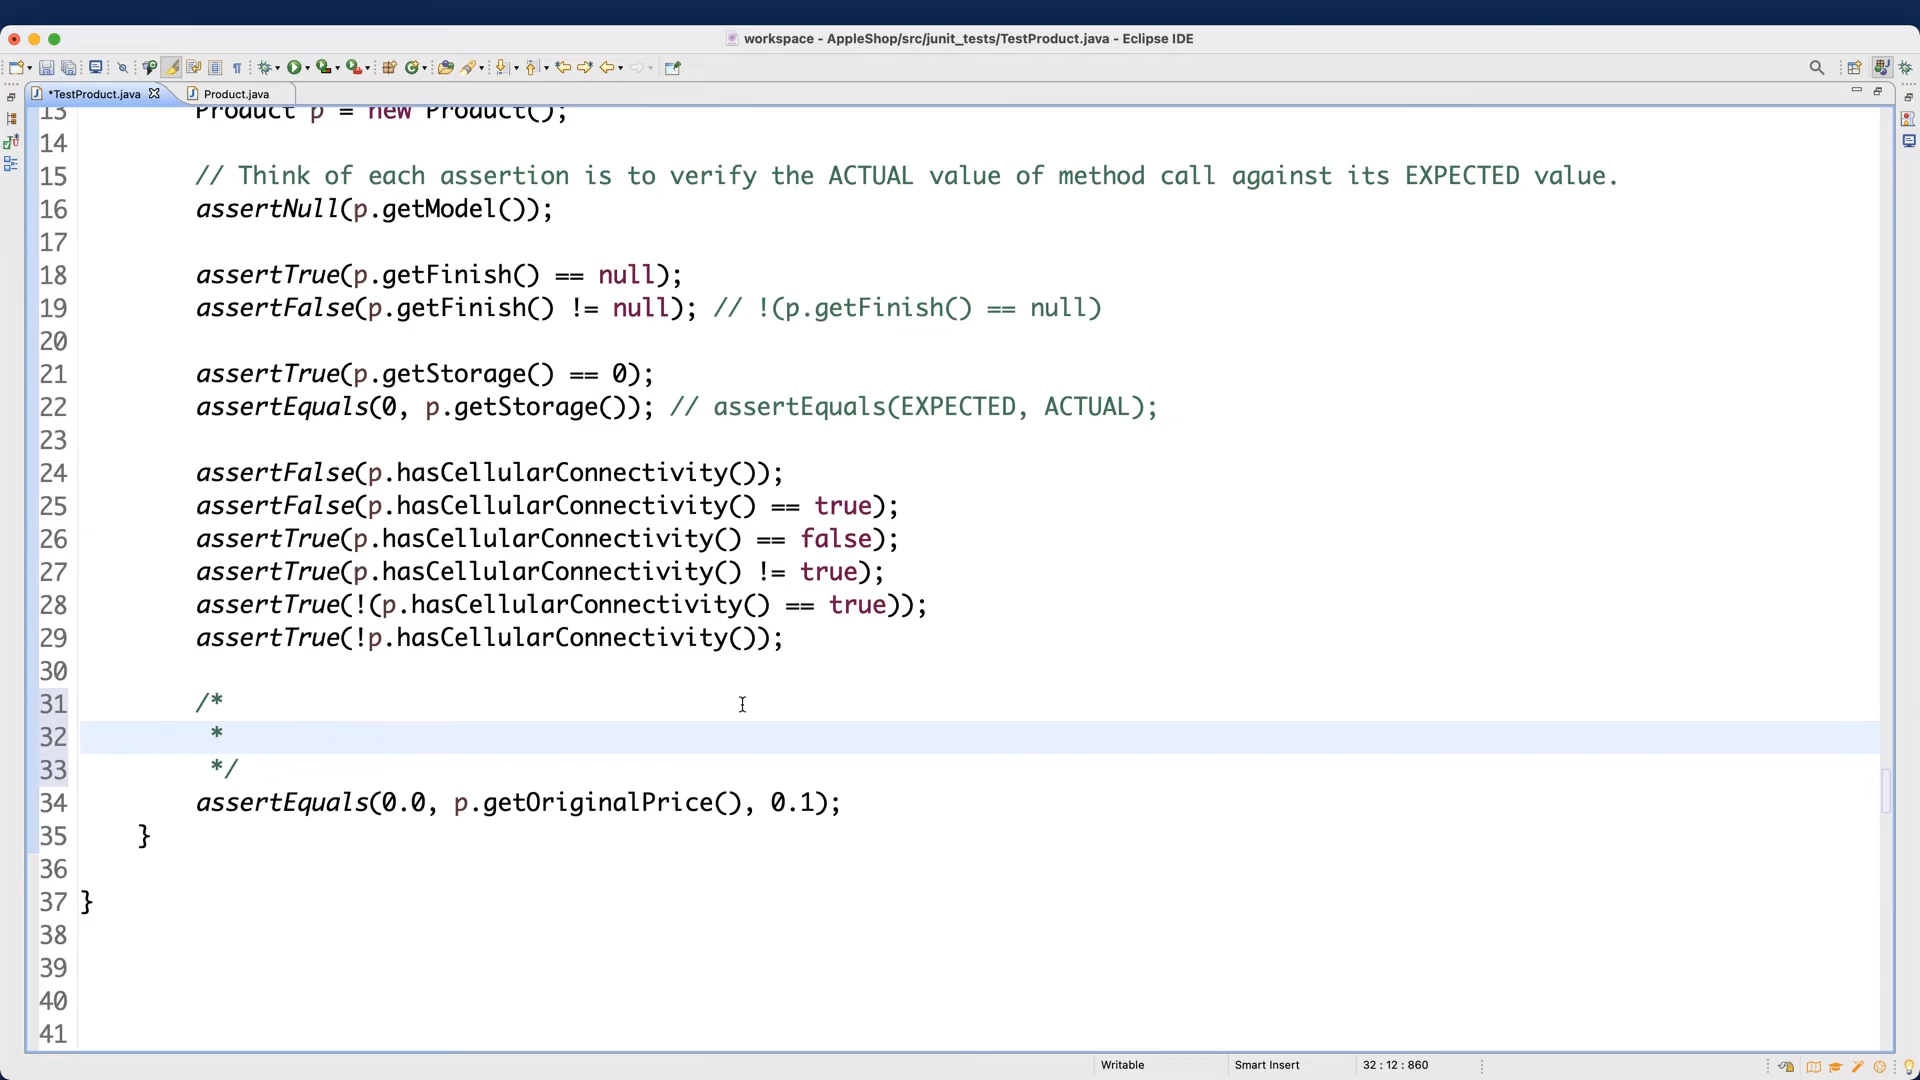 workspace - AppleShop/src/junit_tests/TestProduct.java - Eclipse IDE
*TestProduct.java
Product.java
13 Product p = new Product();
14
15 // Think of each assertion is to verify the ACTUAL value of method call against its EXPECTED value.
16 assertNull(p.getModel());
17
18 assertTrue(p.getFinish() == null);
19 assertFalse(p.getFinish() != null); // !(p.getFinish() == null)
20
21 assertTrue(p.getStorage() == 0);
22 assertEquals(0, p.getStorage()); // assertEquals(EXPECTED, ACTUAL);
23
24 assertFalse(p.hasCellularConnectivity());
25 assertFalse(p.hasCellularConnectivity() == true);
26 assertTrue(p.hasCellularConnectivity() == false);
27 assertTrue(p.hasCellularConnectivity() != true);
28 assertTrue(!(p.hasCellularConnectivity() == true));
29 assertTrue(!p.hasCellularConnectivity());
30
31 /*
32 *
33 */
34 assertEquals(0.0, p.getOriginalPrice(), 0.1);
35 }
36
37 }
38
39
40
41
Writable
Smart Insert
32 : 12 : 860